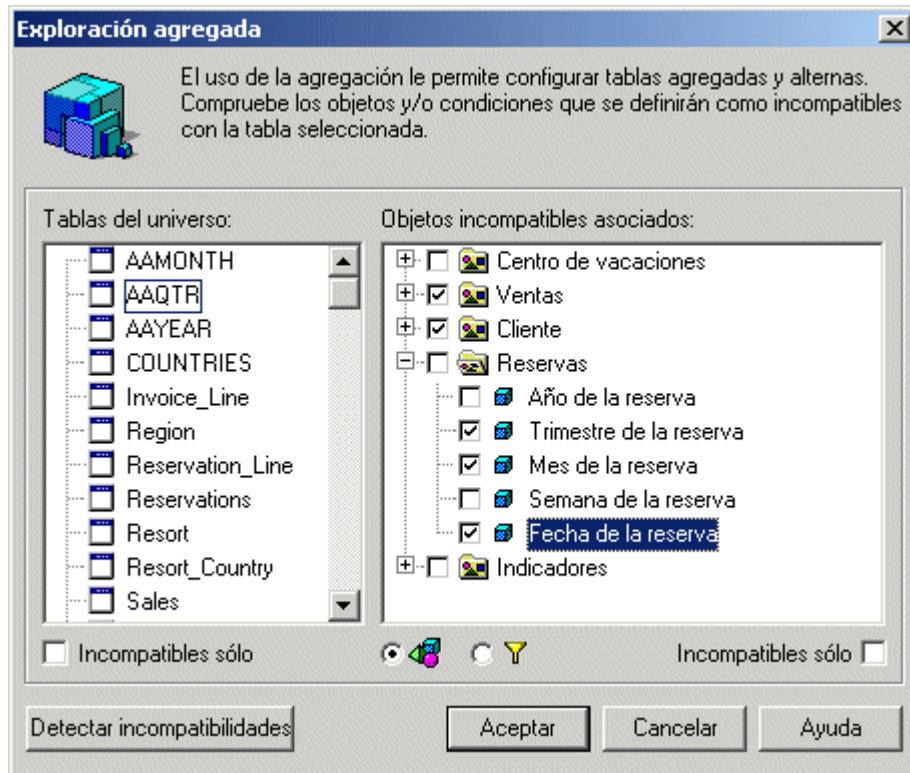 Exploración agregada
El uso de la agregación le permite configurar tablas agregadas y alternas.
Compruebe los objetos y/o condiciones que se definirán como incompatibles
con la tabla seleccionada.
Tablas del universo:
AAMONTH
AAQTR
AAYEAR
COUNTRIES
Invoice_Line
Region
Reservation_Line
Reservations
Resort
Resort_Country
Sales
Incompatibles sólo
Objetos incompatibles asociados:
Centro de vacaciones
Ventas
Cliente
Reservas
Año de la reserva
Trimestre de la reserva
Mes de la reserva
Semana de la reserva
Fecha de la reserva
Indicadores
Incompatibles sólo
Detectar incompatibilidades
Aceptar
Cancelar
Ayuda